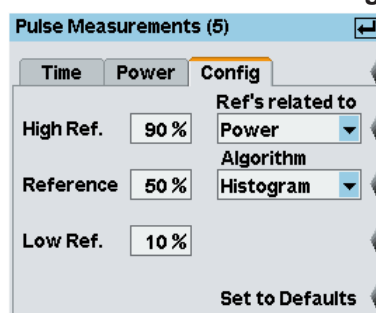 Pulse Measurements (5)
Time Power Config
Ref's related to
High Ref. 90 % Power
Algorithm
Reference 50 % Histogram
Low Ref. 10 %
Set to Defaults